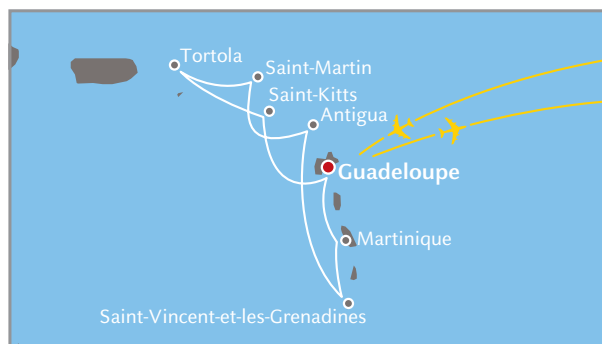 Tortola
Saint-Martin
Saint-Kitts
Antigua
Guadeloupe
Martinique
Saint-Vincent-et-les-Grenadines